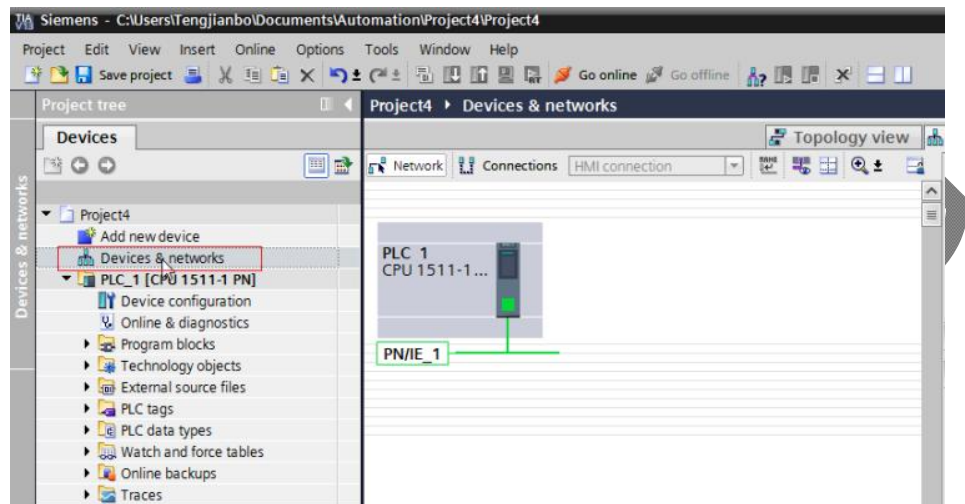 Siemens - C:\Users\Tengjianbo\Documents\Automation\Project4\Project4
Project Edit View Insert Online Options Tools Window Help
Save project Go online Go offline
Project tree
Project4 Devices & networks
Devices
Topology view
Network Connections HMI connection
Devices & networks
Project4
Add new device
Devices & networks
PLC_1 [CPU 1511-1 PN]
Device configuration
Online & diagnostics
Program blocks
Technology objects
External source files
PLC tags
PLC data types
Watch and force tables
Online backups
Traces
PLC_1
CPU 1511-1...
PN/IE_1